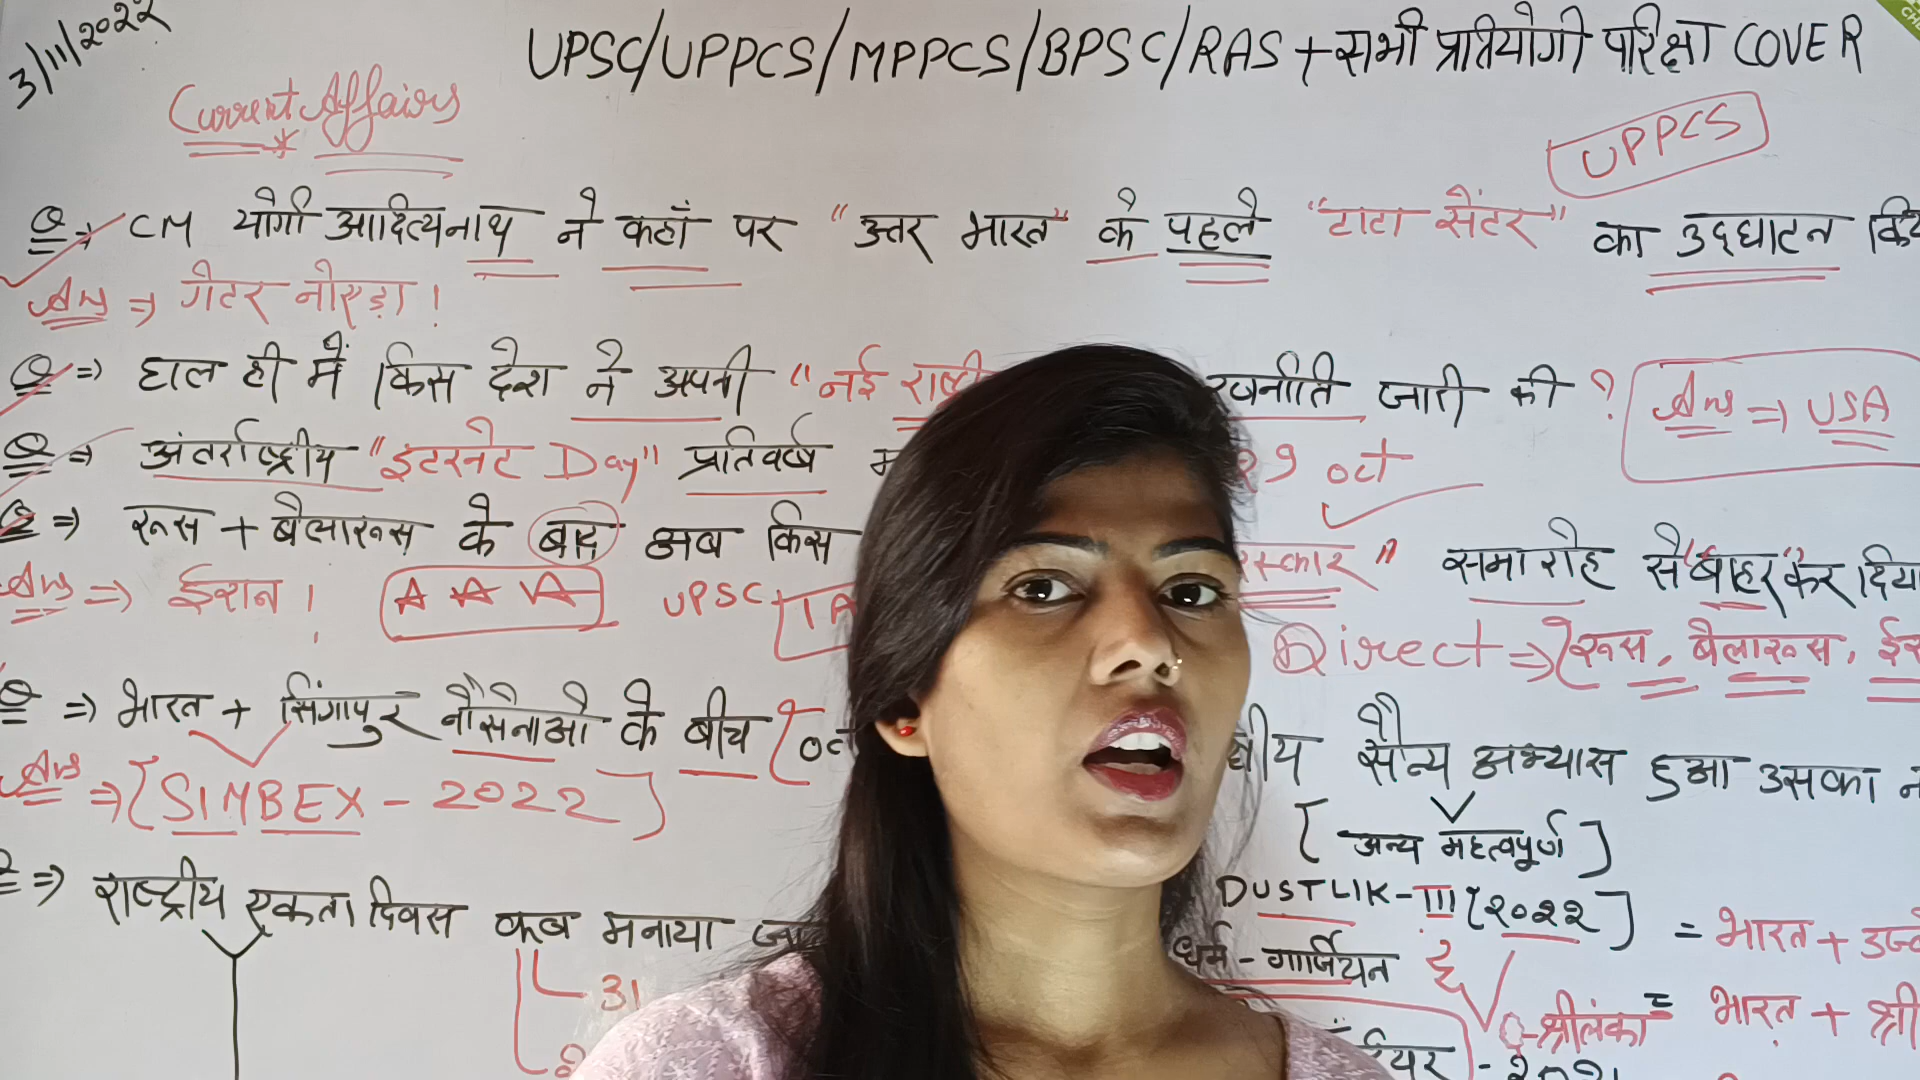 3/11/2022
UPSC/UPPCS/MPPCS/BPSC/RAS + सभी प्रतियोगी परिक्षा COVER
Current Affairs
UPPCS
Q ⇒ CM योगी आदित्यनाथ ने कहाँ पर "उत्तर भारत" के पहले "टाटा सेंटर" का उद्घाटन
Ans ⇒ गेटर नोएडा !
Q ⇒ हाल ही में किस देश ने अपनी "नई जारी की ? Ans ⇒ USA
Q ⇒ अंतर्राष्ट्रीय "इंटरनेट Day" प्रतिवर्ष 29 oct
Q ⇒ रूस + बेलारूस के बाद अब किस समारोह से "बाहर" कर दिया
Ans ⇒ ईरान ! A A A UPSC
Direct ⇒ [रूस, बेलारूस,
Q ⇒ भारत + सिंगापुर नौसेनाओ के बीच [ सैन्य अभ्यास हुआ उसका
Ans ⇒ [SIMBEX - 2022]
[अन्य महत्वपूर्ण]
DUSTLIK-III [2022] = भारत +
⇒ राष्ट्रीय एकता दिवस कब मनाया
धर्म - गार्जियन
31
श्रीलंका = भारत +